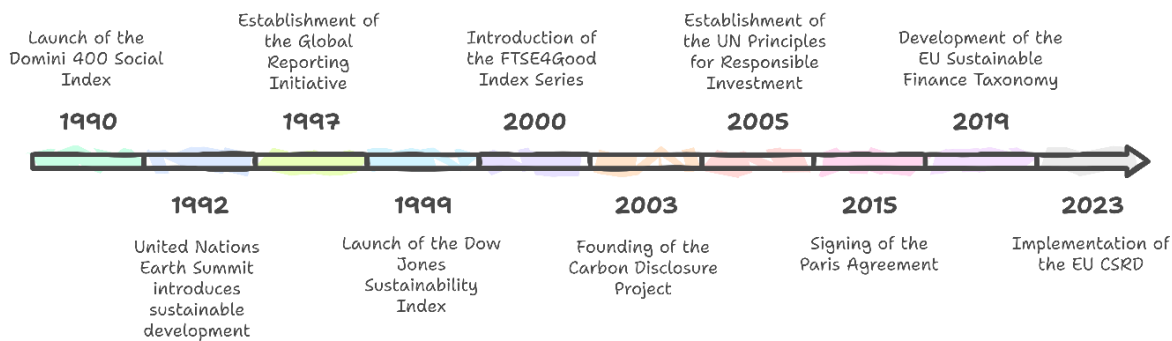 Launch of the
Domini 400 Social
Index
1990
United Nations
Earth Summit
introduces
sustainable
development
1992
Establishment of
the Global
Reporting
Initiative
1997
Launch of the Dow
Jones
Sustainability
Index
1999
Introduction of
the FTSE4Good
Index Series
2000
Founding of the
Carbon Disclosure
Project
2003
Establishment of
the UN Principles
for Responsible
Investment
2005
Signing of the
Paris Agreement
2015
Development of the
EU Sustainable
Finance Taxonomy
2019
Implementation of
the EU CSRD
2023